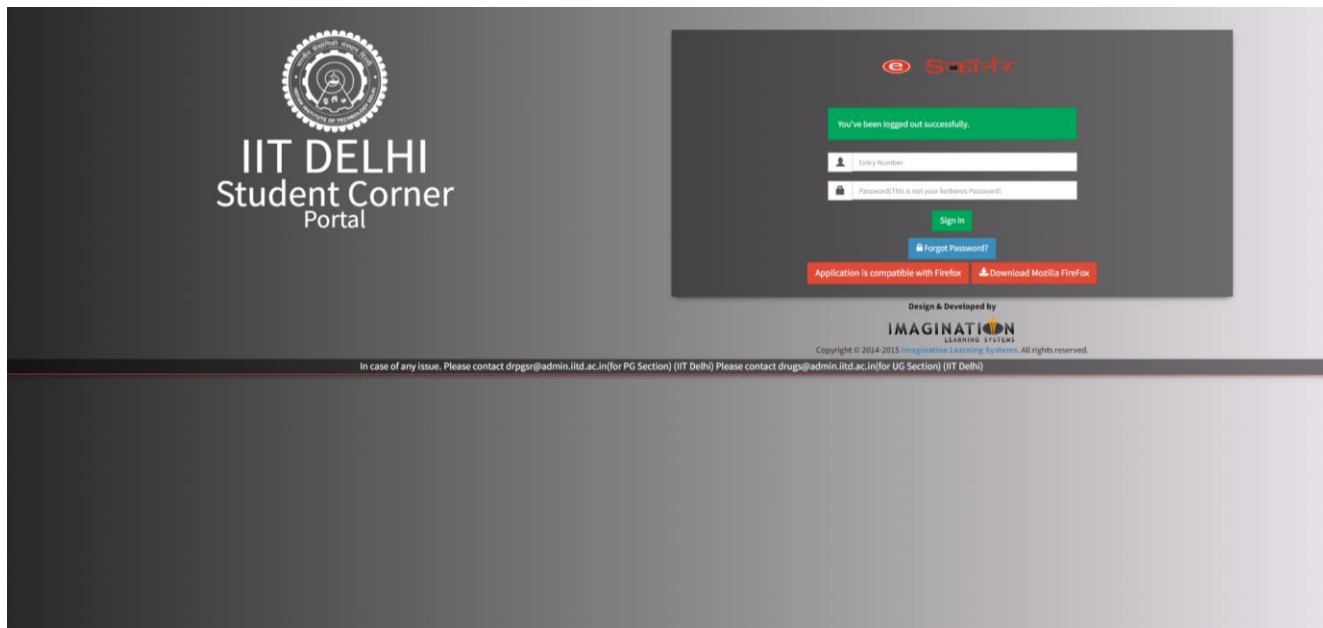 IIT DELHI
Student Corner
Portal
e Sकॉर्नर
You've been logged out successfully.
Entry Number
Password(This is not your kerberos Password)
Sign In
Forgot Password?
Application is compatible with Firefox Download Mozilla FireFox
Design & Developed by
IMAGINATION
LEARNING SYSTEMS
Copyright © 2014-2015 Imagination Learning Systems. All rights reserved.
In case of any issue. Please contact drpgsr@admin.iitd.ac.in(for PG Section) (IIT Delhi) Please contact drugs@admin.iitd.ac.in(for UG Section) (IIT Delhi)